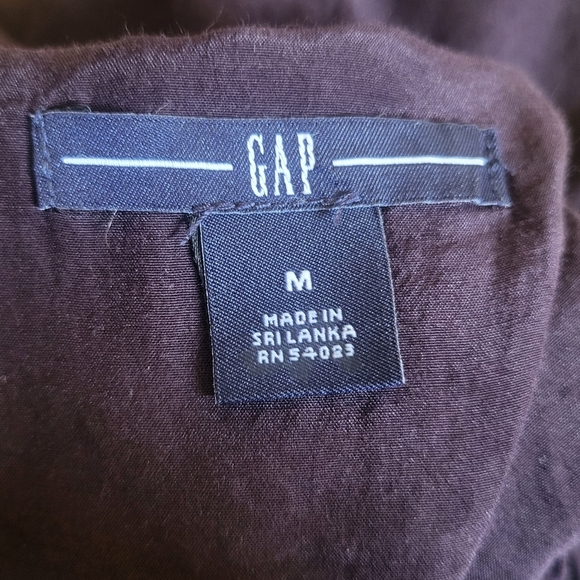 GAP
M
MADE IN
SRI LANKA
RN 54023